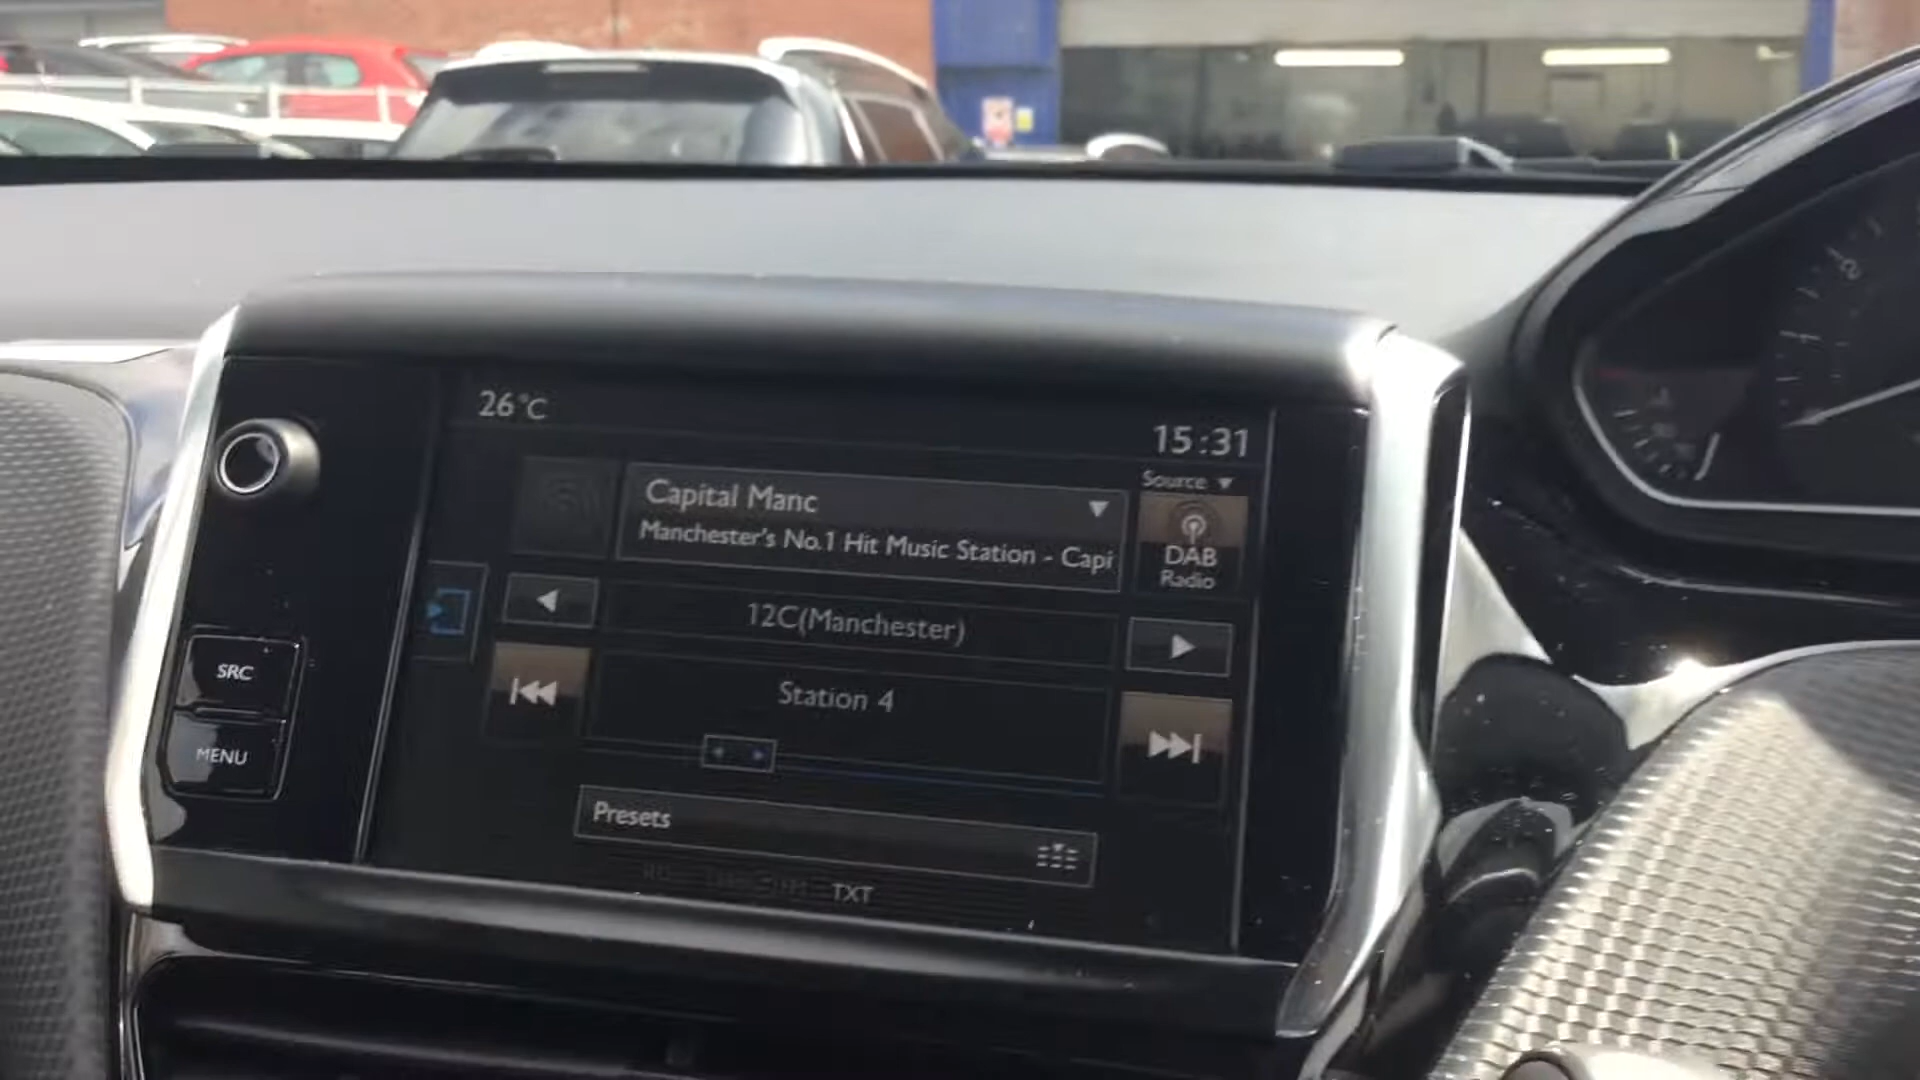 26°C
15:31
Source ▼
Capital Manc
Manchester's No.1 Hit Music Station - Capi
DAB
Radio
12C(Manchester)
SRC
Station 4
MENU
Presets
TXT